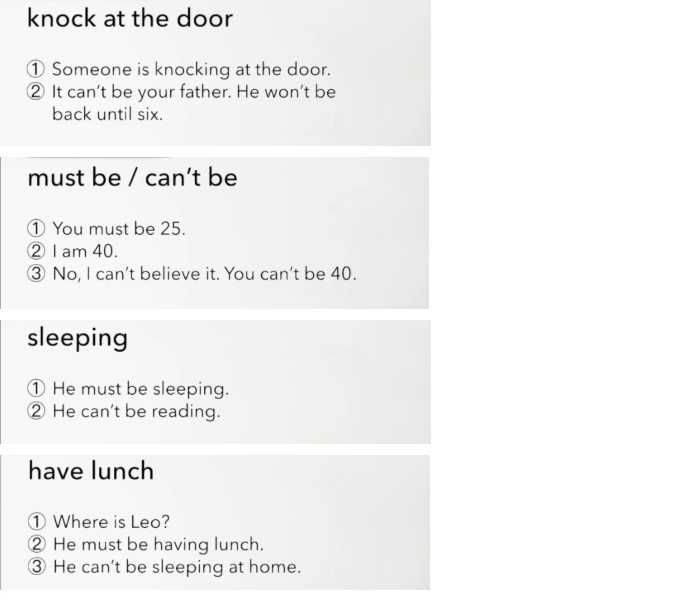 knock at the door
① Someone is knocking at the door.
② It can't be your father. He won't be
back until six.
must be / can't be
① You must be 25.
② I am 40.
③ No, I can't believe it. You can't be 40.
sleeping
① He must be sleeping.
② He can't be reading.
have lunch
① Where is Leo?
② He must be having lunch.
③ He can't be sleeping at home.